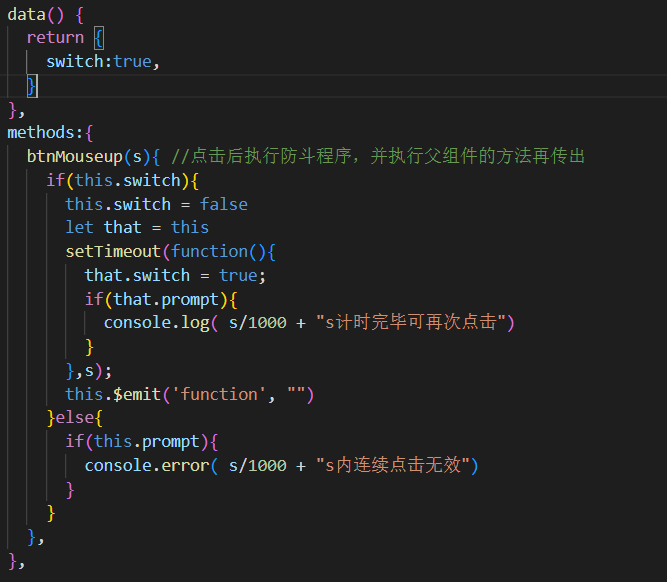 data() {
return {
switch:true,
}
},
methods:{
btnMouseup(s){ //点击后执行防斗程序，并执行父组件的方法再传出
if(this.switch){
this.switch = false
let that = this
setTimeout(function(){
that.switch = true;
if(that.prompt){
console.log( s/1000 + "s计时完毕可再次点击")
}
},s);
this.$emit('function', "")
}else{
if(this.prompt){
console.error( s/1000 + "s内连续点击无效")
}
}
},
},